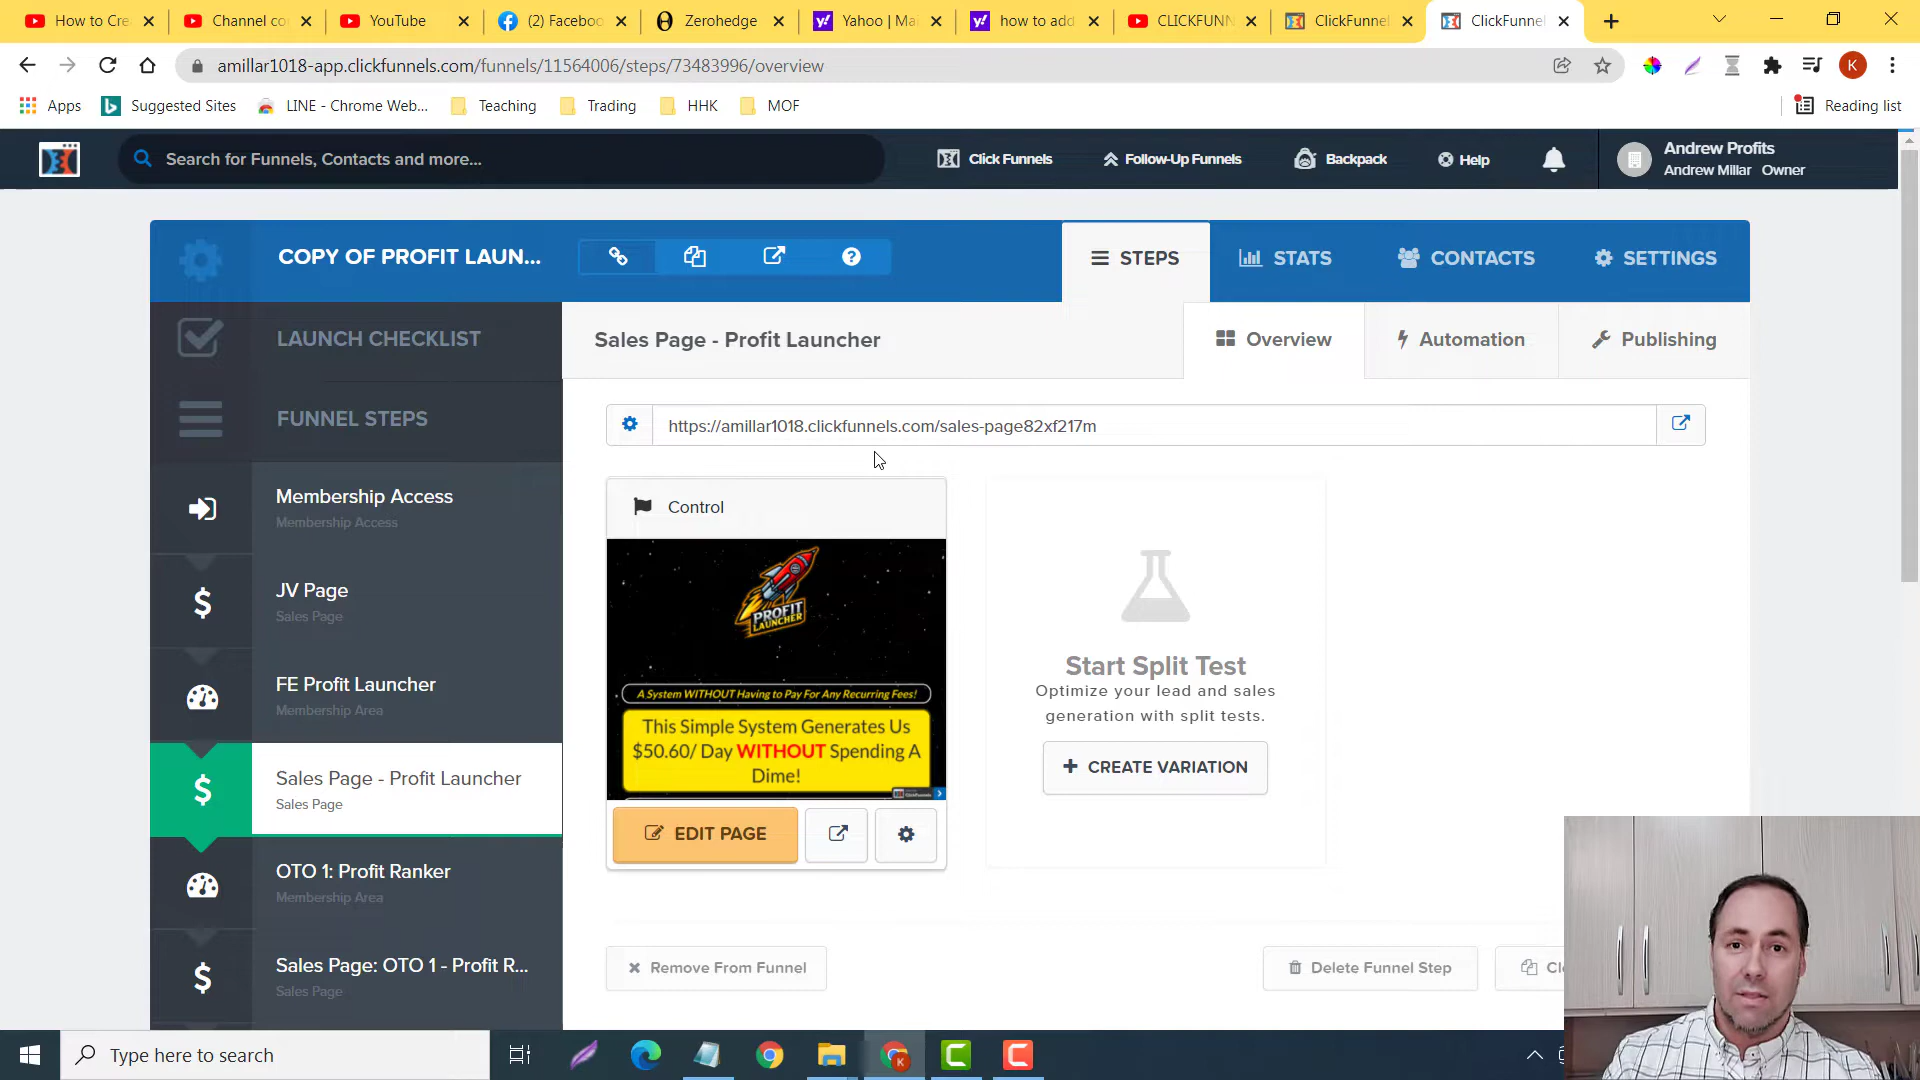 How to Cre
Channel co
YouTube
(2) Faceboo
Zerohedge
Yahoo | Mai
how to add
CLICKFUNN
ClickFunnel
ClickFunnel
amillar1018-app.clickfunnels.com/funnels/11564006/steps/73483996/overview
K
Apps
Suggested Sites
LINE - Chrome Web...
Teaching
Trading
HHK
MOF
Reading list
Search for Funnels, Contacts and more...
Click Funnels
Follow-Up Funnels
Backpack
Help
Andrew Profits
Andrew Millar Owner
COPY OF PROFIT LAUN...
STEPS
STATS
CONTACTS
SETTINGS
LAUNCH CHECKLIST
Sales Page - Profit Launcher
Overview
Automation
Publishing
FUNNEL STEPS
https://amillar1018.clickfunnels.com/sales-page82xf217m
Membership Access
Membership Access
JV Page
Sales Page
FE Profit Launcher
Membership Area
Sales Page - Profit Launcher
Sales Page
OTO 1: Profit Ranker
Membership Area
Sales Page: OTO 1 - Profit R...
Sales Page
Control
PROFIT
LAUNCHER
A System WITHOUT Having to Pay For Any Recurring Fees!
This Simple System Generates Us
$50.60/ Day WITHOUT Spending A
Dime!
EDIT PAGE
Start Split Test
Optimize your lead and sales
generation with split tests.
+ CREATE VARIATION
Remove From Funnel
Delete Funnel Step
Cl
Type here to search